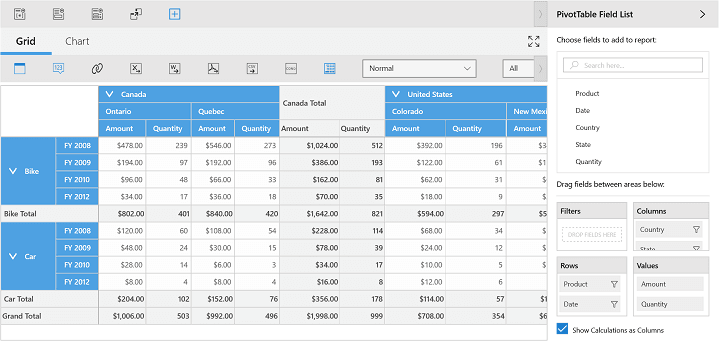 PivotTable Field List
Grid Chart
Choose fields to add to report:
Normal All
Search here...
Product
Date
Country
State
Quantity
Canada Canada Total United States
Ontario Quebec Colorado New Mexi
Amount Quantity Amount Quantity Amount Quantity Amount Quantity Amoun
Bike FY 2008 $478.00 239 $546.00 273 $1,024.00 512 $392.00 196 $3
FY 2009 $194.00 97 $192.00 96 $386.00 193 $122.00 61 $1
FY 2010 $96.00 48 $66.00 33 $162.00 81 $62.00 31 $
FY 2012 $34.00 17 $36.00 18 $70.00 35 $18.00 9 $
Bike Total $802.00 401 $840.00 420 $1,642.00 821 $594.00 297 $5
Car FY 2008 $120.00 60 $108.00 54 $228.00 114 $68.00 34 $
FY 2009 $48.00 24 $30.00 15 $78.00 39 $24.00 12 $
FY 2010 $28.00 14 $6.00 3 $34.00 17 $10.00 5 $
FY 2012 $8.00 4 $8.00 4 $16.00 8 $12.00 6
Car Total $204.00 102 $152.00 76 $356.00 178 $114.00 57 $1
Grand Total $1,006.00 503 $992.00 496 $1,998.00 999 $708.00 354 $6
Drag fields between areas below:
Filters Columns
DROP FIELDS HERE
Country
State
Rows Values
Product Amount
Date Quantity
Show Calculations as Columns